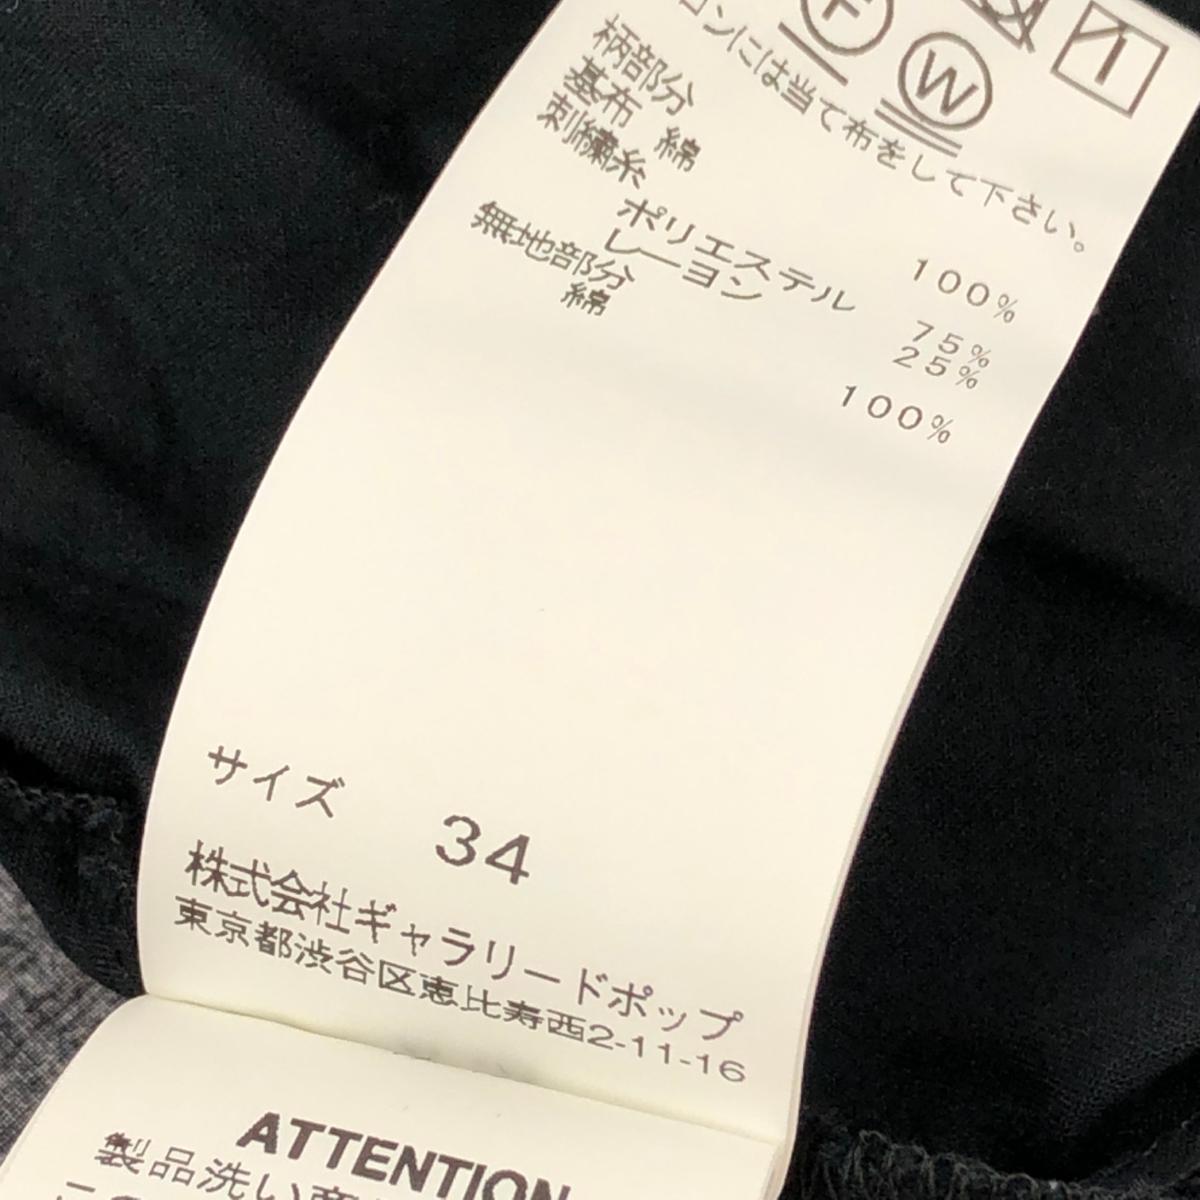 F W
ロンには当て布をして下さい。
柄部分
基布 綿 100%
刺繍糸
ポリエステル 75%
レーヨン 25%
無地部分
綿 100%
サイズ 34
株式会社ギャラリードポップ
東京都渋谷区恵比寿西2-11-16
ATTENTION
製品洗い